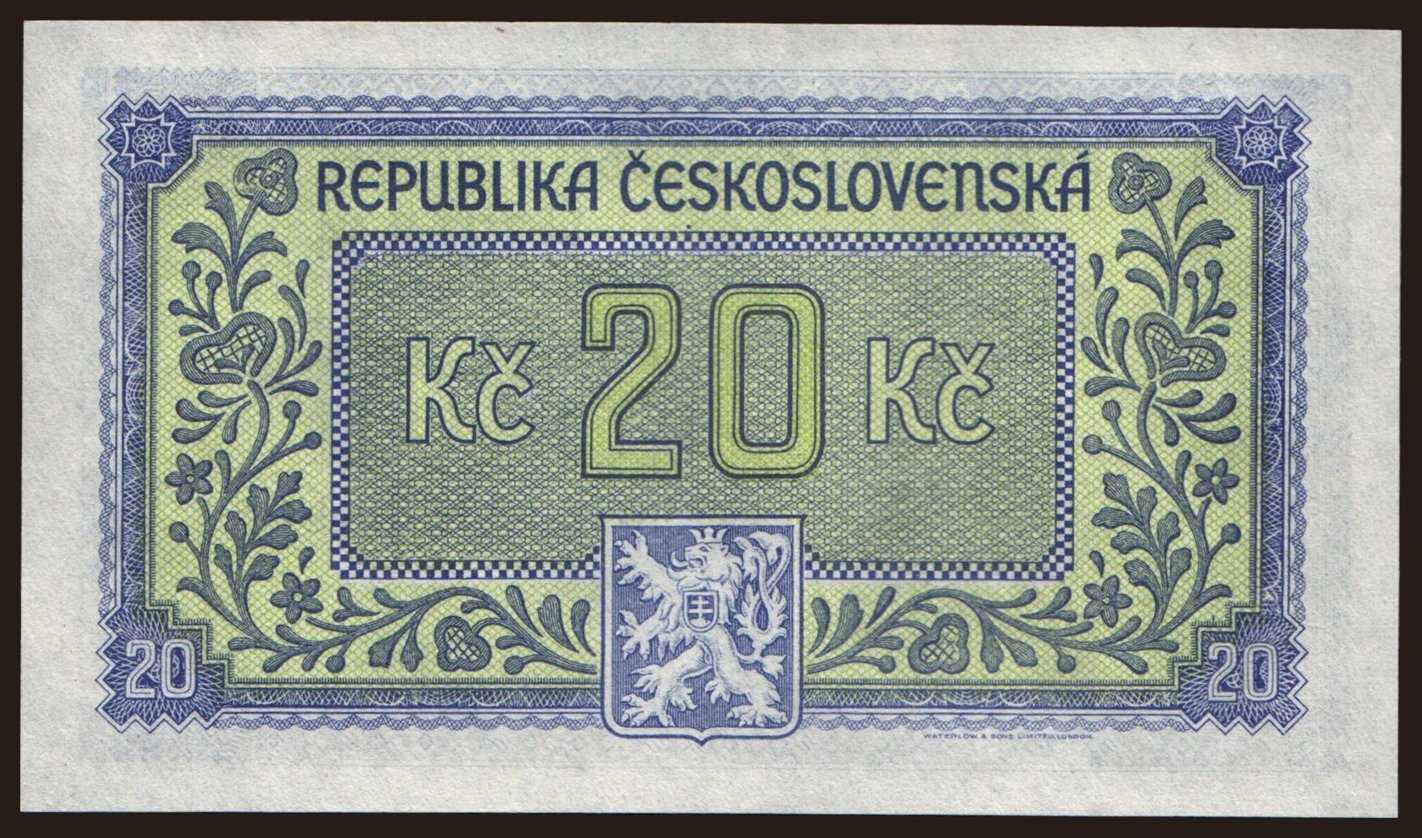 REPUBLIKA ČESKOSLOVENSKÁ
Kč 20 Kč
20 20
WATERLOW & SONS LIMITED, LONDON.